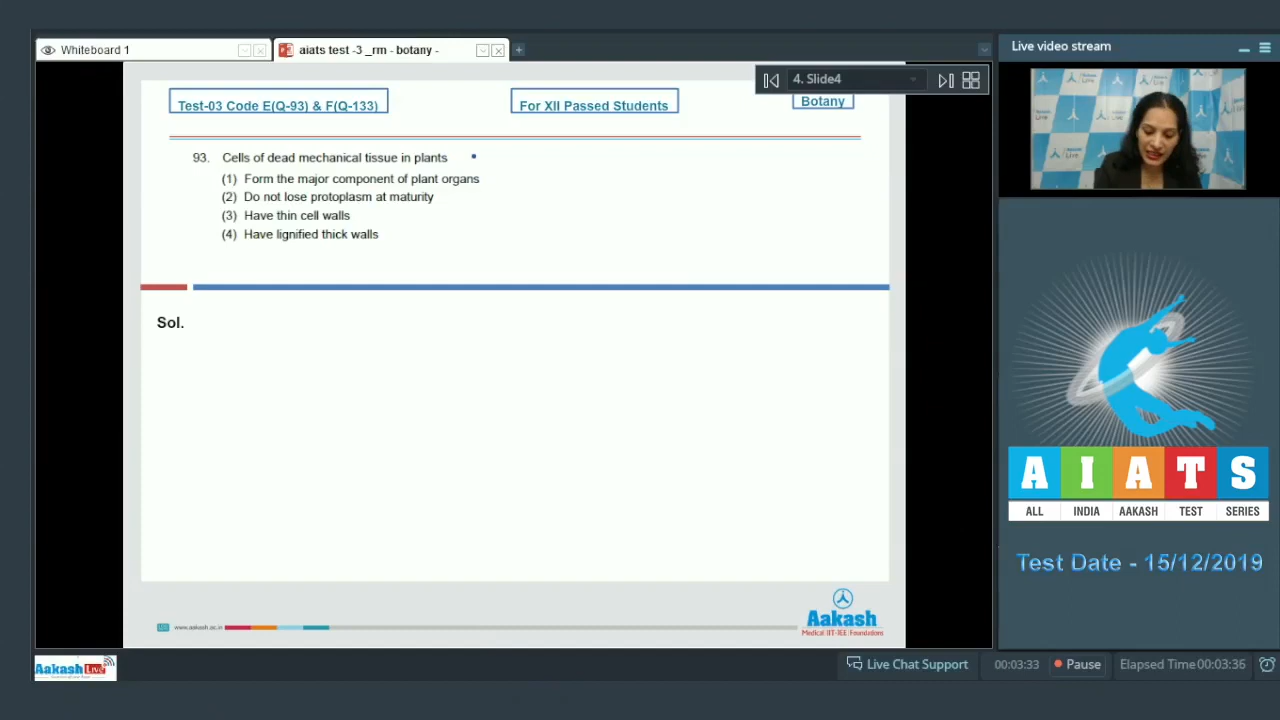 Whiteboard 1
aiats test -3 _rm - botany -
Live video stream
4. Slide4
Test-03 Code E(Q-93) & F(Q-133)
For XII Passed Students
Botany
93. Cells of dead mechanical tissue in plants
(1) Form the major component of plant organs
(2) Do not lose protoplasm at maturity
(3) Have thin cell walls
(4) Have lignified thick walls
Sol.
A I A T S
ALL INDIA AAKASH TEST SERIES
Test Date - 15/12/2019
www.aakash.ac.in
Aakash
Medical|IIT-JEE|Foundations
Aakash Live
Live Chat Support
00:03:33
Pause
Elapsed Time 00:03:36